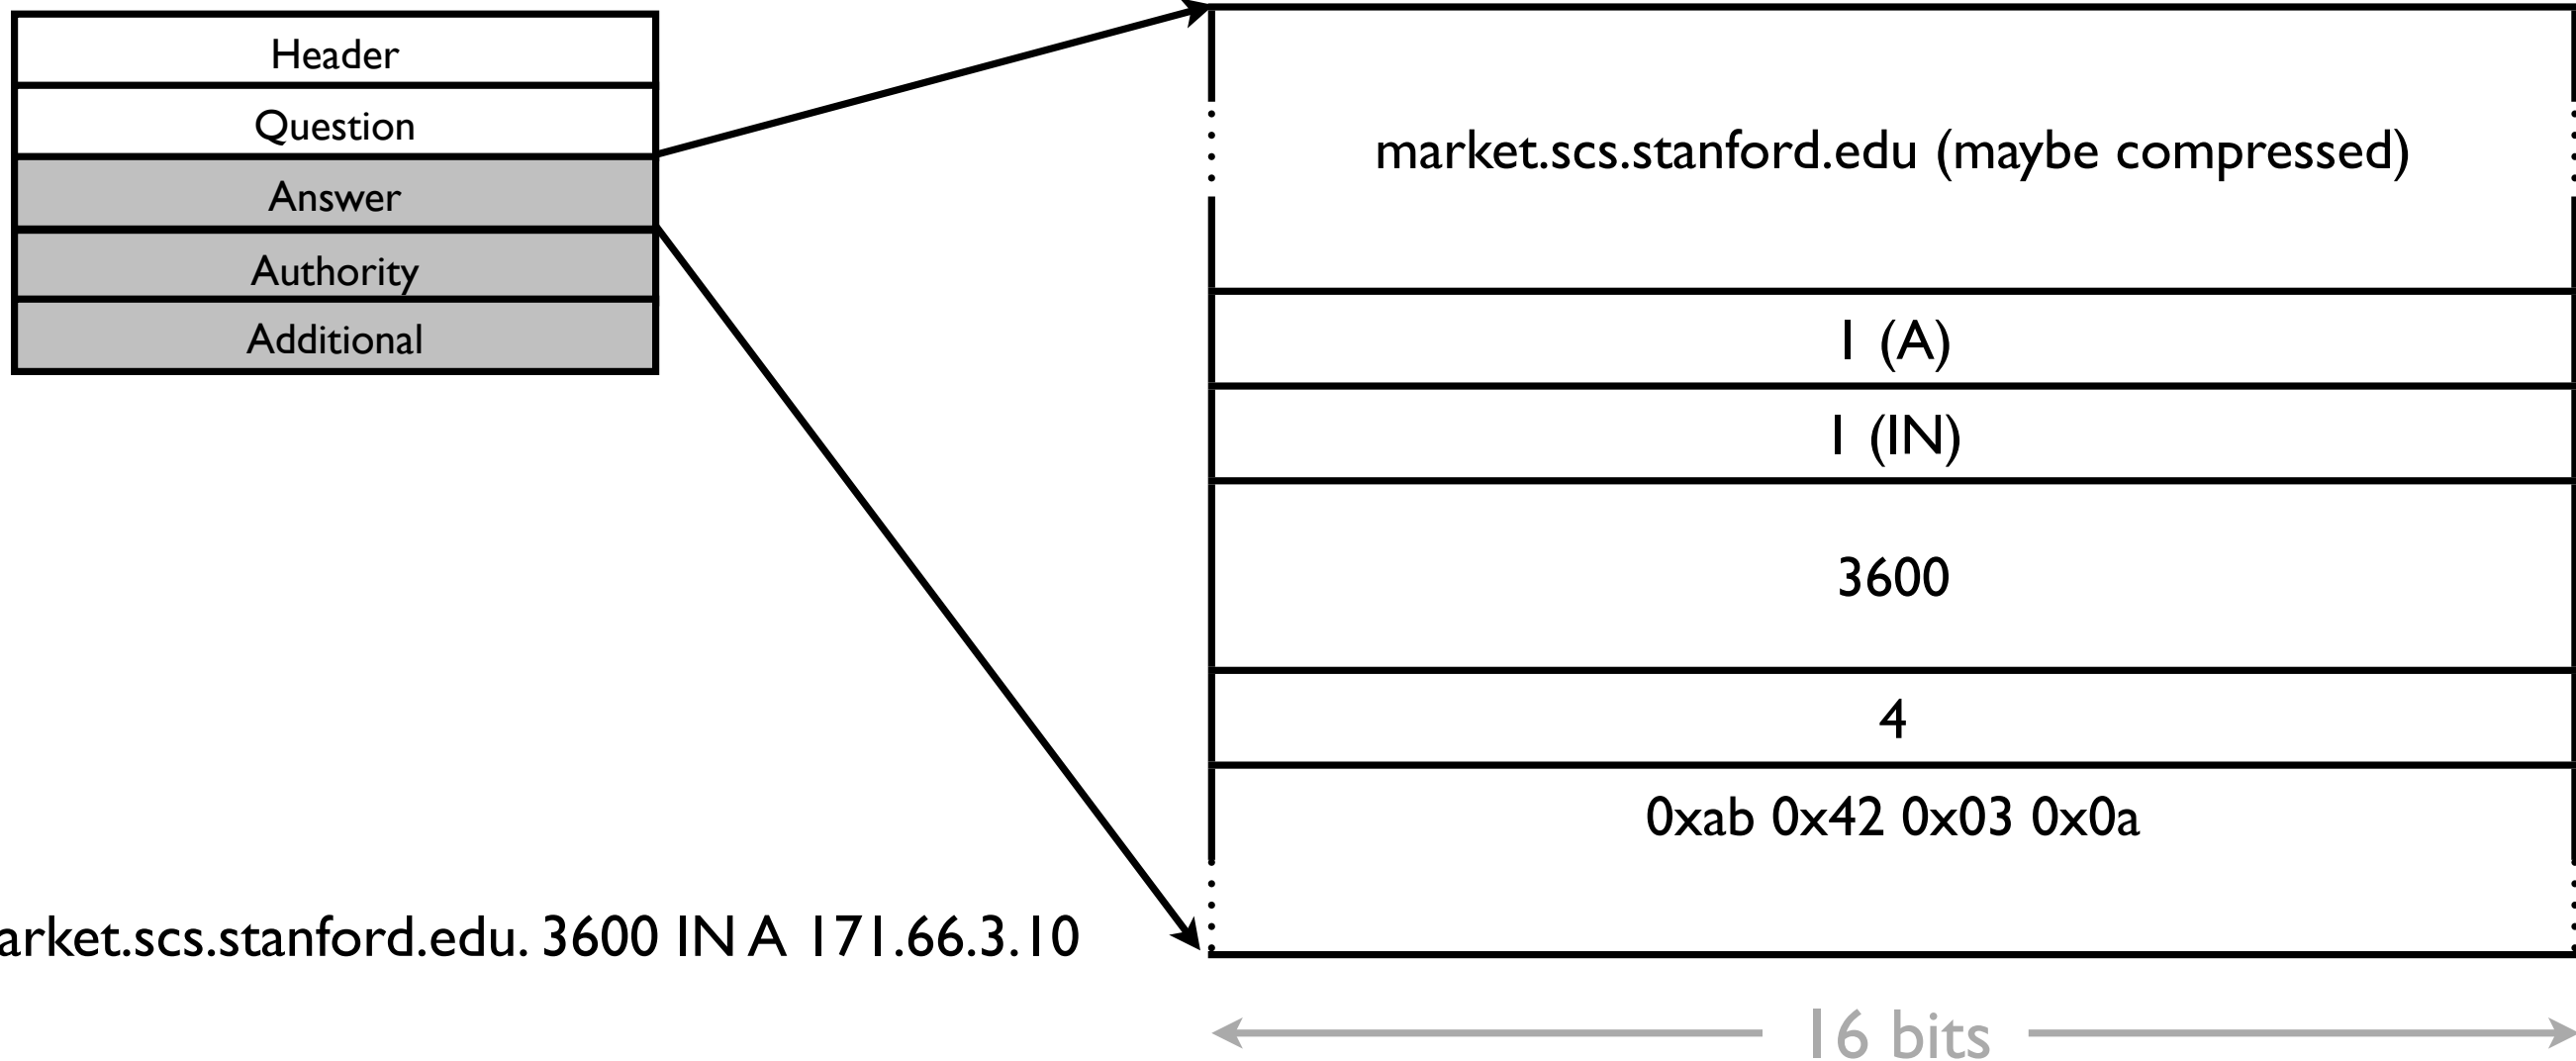 Header
Question
Answer
Authority
Additional
market.scs.stanford.edu (maybe compressed)
1 (A)
1 (IN)
3600
4
0xab 0x42 0x03 0x0a
arket.scs.stanford.edu. 3600 IN A 171.66.3.10
16 bits